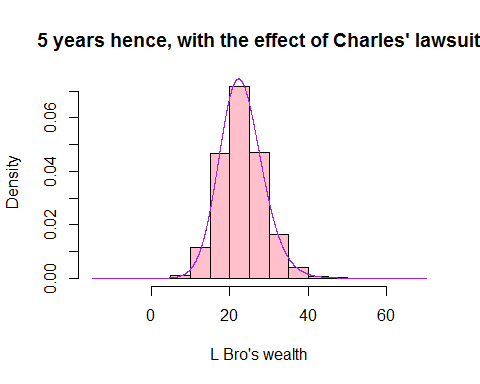 5 years hence, with the effect of Charles' lawsuit
Density
0.00 0.02 0.04 0.06
0 20 40 60
L Bro's wealth